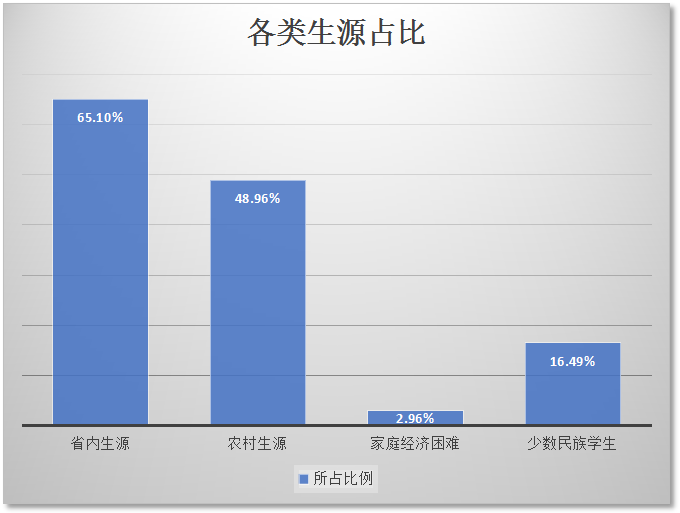 各类生源占比
65.10%
48.96%
2.96%
16.49%
省内生源
农村生源
家庭经济困难
少数民族学生
所占比例